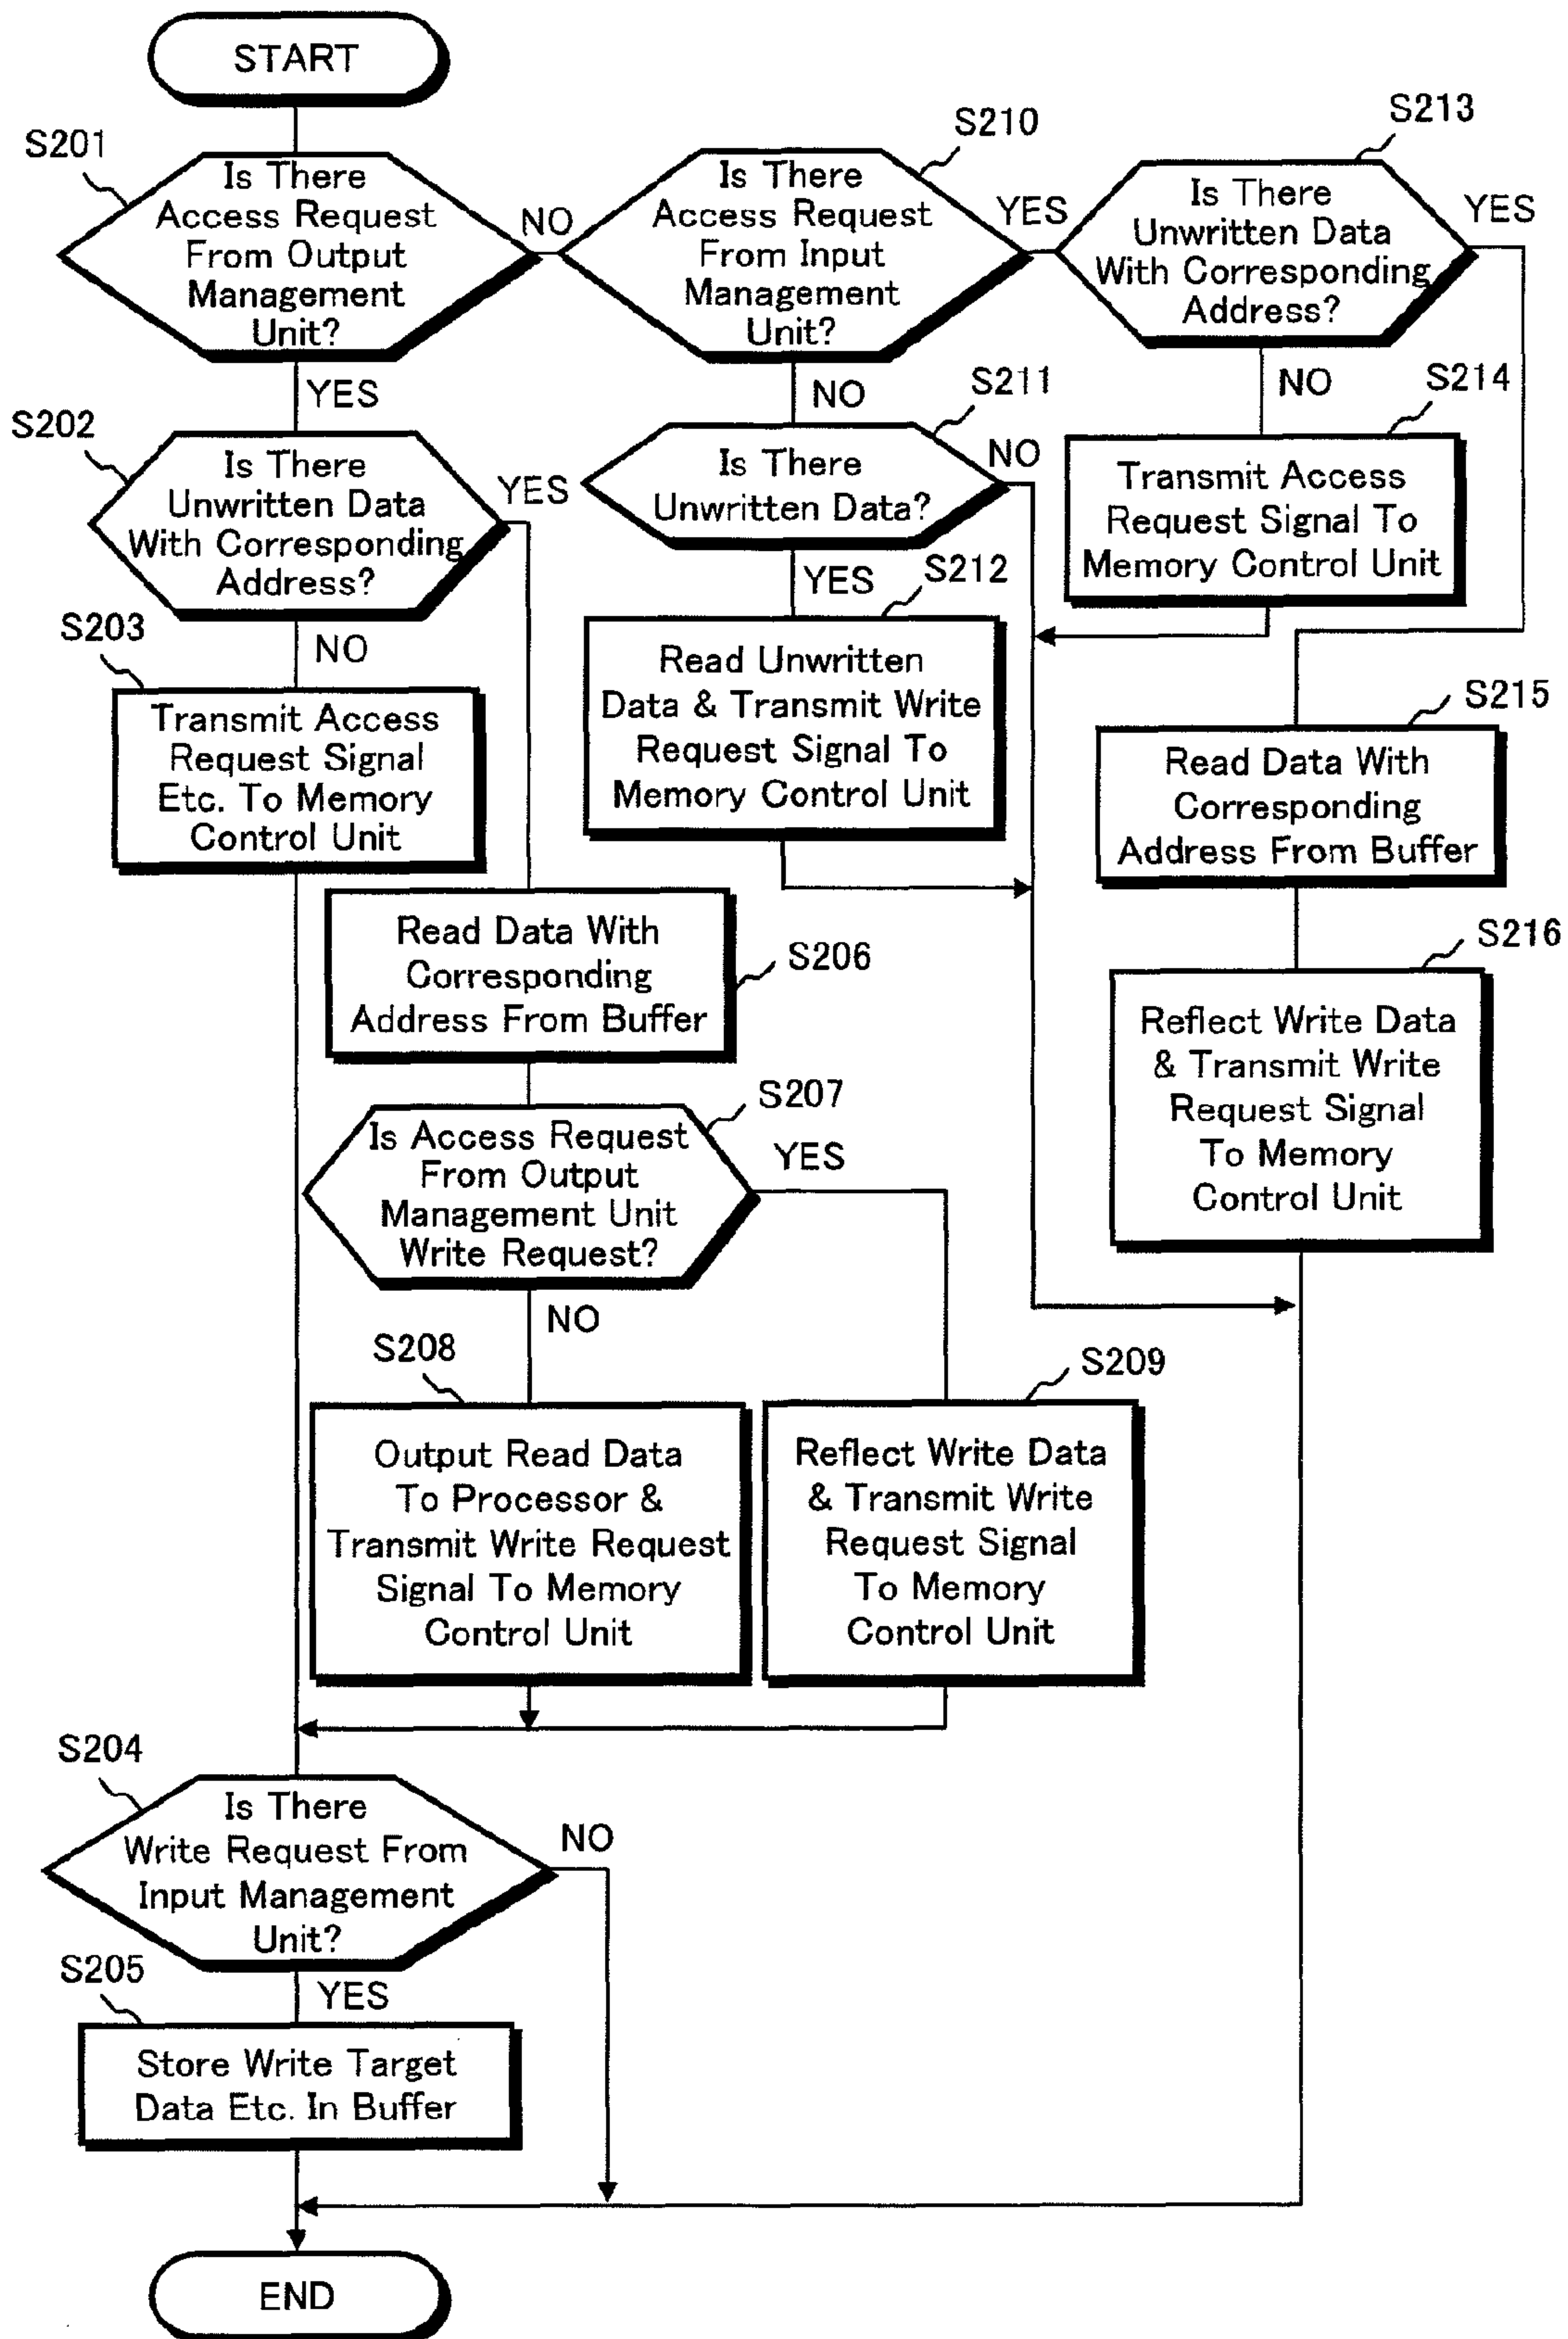 START
S201
Is There
Access Request
From Output
Management
Unit?
NO
S210
Is There
Access Request
From Input
Management
Unit?
YES
S213
Is There
Unwritten Data
With Corresponding
Address?
YES
YES
S202
Is There
Unwritten Data
With Corresponding
Address?
YES
NO
S211
Is There
Unwritten Data?
NO
NO
S214
Transmit Access
Request Signal To
Memory Control Unit
S203
NO
Transmit Access
Request Signal
Etc. To Memory
Control Unit
YES
S212
Read Unwritten
Data & Transmit Write
Request Signal To
Memory Control Unit
S215
Read Data With
Corresponding
Address From Buffer
Read Data With
Corresponding
Address From Buffer
S206
S216
Reflect Write Data
& Transmit Write
Request Signal
To Memory
Control Unit
S207
Is Access Request
From Output
Management Unit
Write Request?
YES
NO
S208
Output Read Data
To Processor &
Transmit Write Request
Signal To Memory
Control Unit
S209
Reflect Write Data
& Transmit Write
Request Signal
To Memory
Control Unit
S204
Is There
Write Request From
Input Management
Unit?
NO
S205
YES
Store Write Target
Data Etc. In Buffer
END